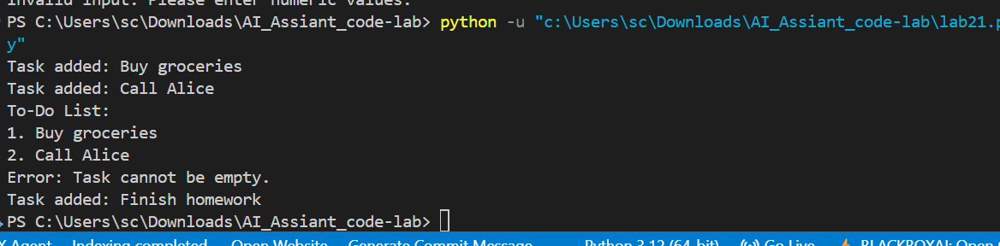 Invalid input. Please enter numeric values.
PS C:\Users\sc\Downloads\AI_Assiant_code-lab> python -u "c:\Users\sc\Downloads\AI_Assiant_code-lab\lab21.p
y"
Task added: Buy groceries
Task added: Call Alice
To-Do List:
1. Buy groceries
2. Call Alice
Error: Task cannot be empty.
Task added: Finish homework
PS C:\Users\sc\Downloads\AI_Assiant_code-lab>
X Agent Indexing completed Open Website Generate Commit Message Python 3.12 (64-bit) Go Live BLACKBOXAI: Open